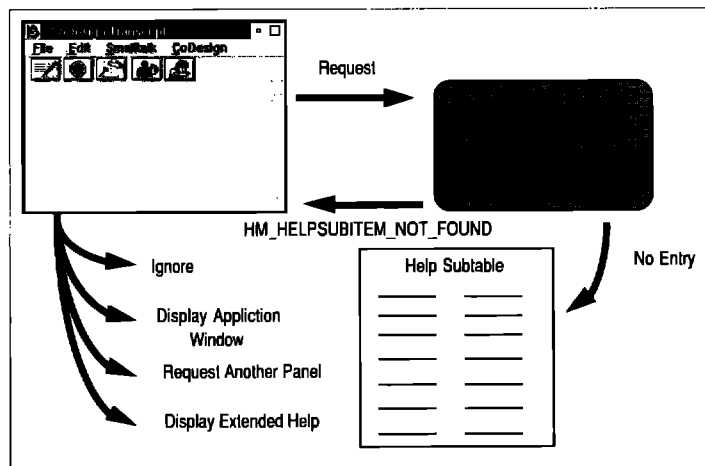 File Edit Smalltalk CoDesign
Request
HM_HELPSUBITEM_NOT_FOUND
Ignore
Display Appliction
Window
Request Another Panel
Display Extended Help
Help Subtable
No Entry